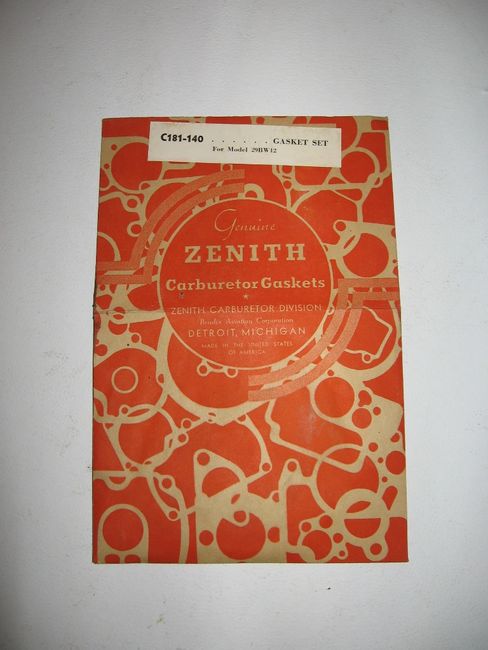 C181-140 . . . . . . GASKET SET
For Model 29BW12
Genuine
ZENITH
Carburetor Gaskets
ZENITH CARBURETOR DIVISION
Bendix Aviation Corporation
DETROIT, MICHIGAN
MADE IN THE UNITED STATES
OF AMERICA